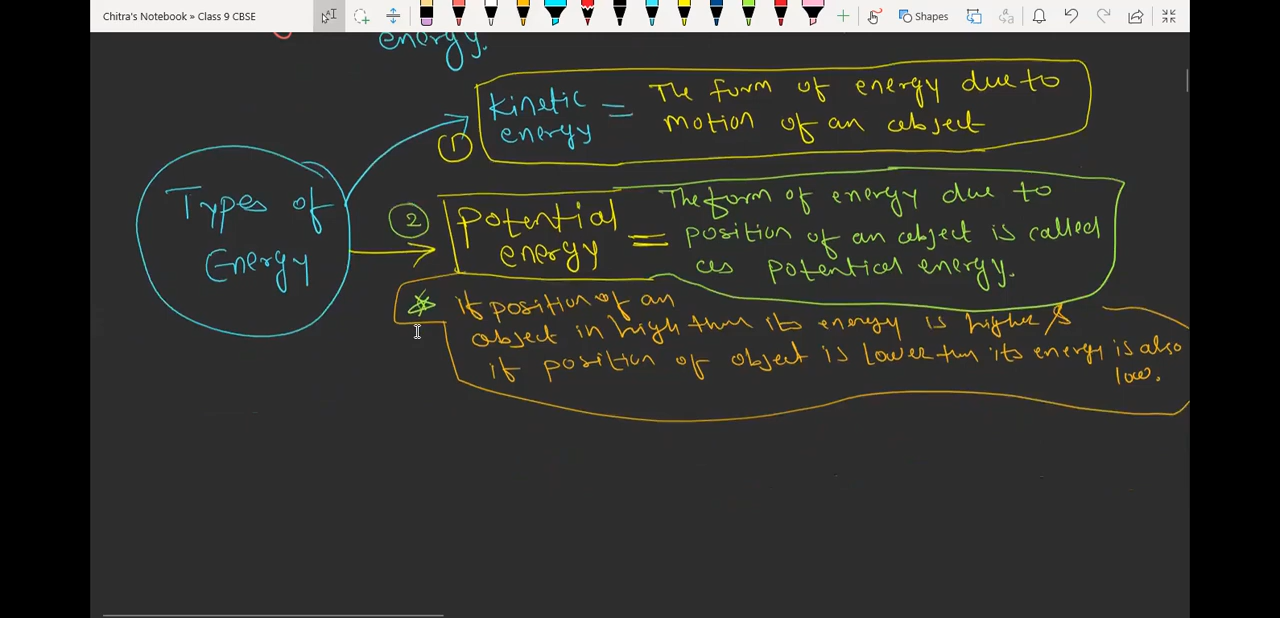 Chitra's Notebook » Class 9 CBSE
Shapes
energy.
Types of
Energy
①
Kinetic
energy
=
The form of energy due to
motion of an object
②
Potential
energy
=
The form of energy due to
position of an object is called
as potential energy.
if position of an
object in high then its energy is higher &
if position of object is lower then its energy is also
low.